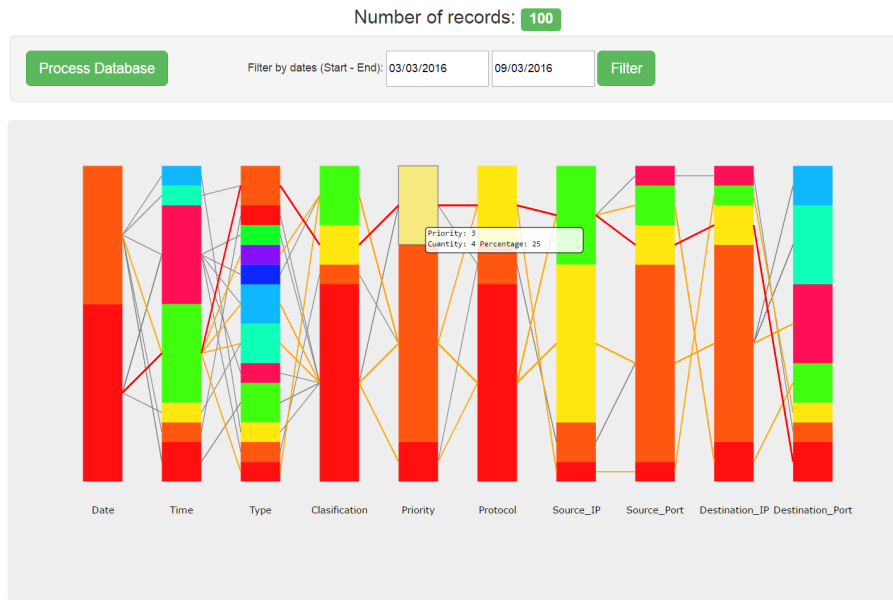 Number of records: 100
Process Database Filter by dates (Start - End): 03/03/2016 09/03/2016 Filter
Priority: 3
Cuantity: 4 Percentage: 25
Date Time Type Clasification Priority Protocol Source_IP Source_Port Destination_IP Destination_Port